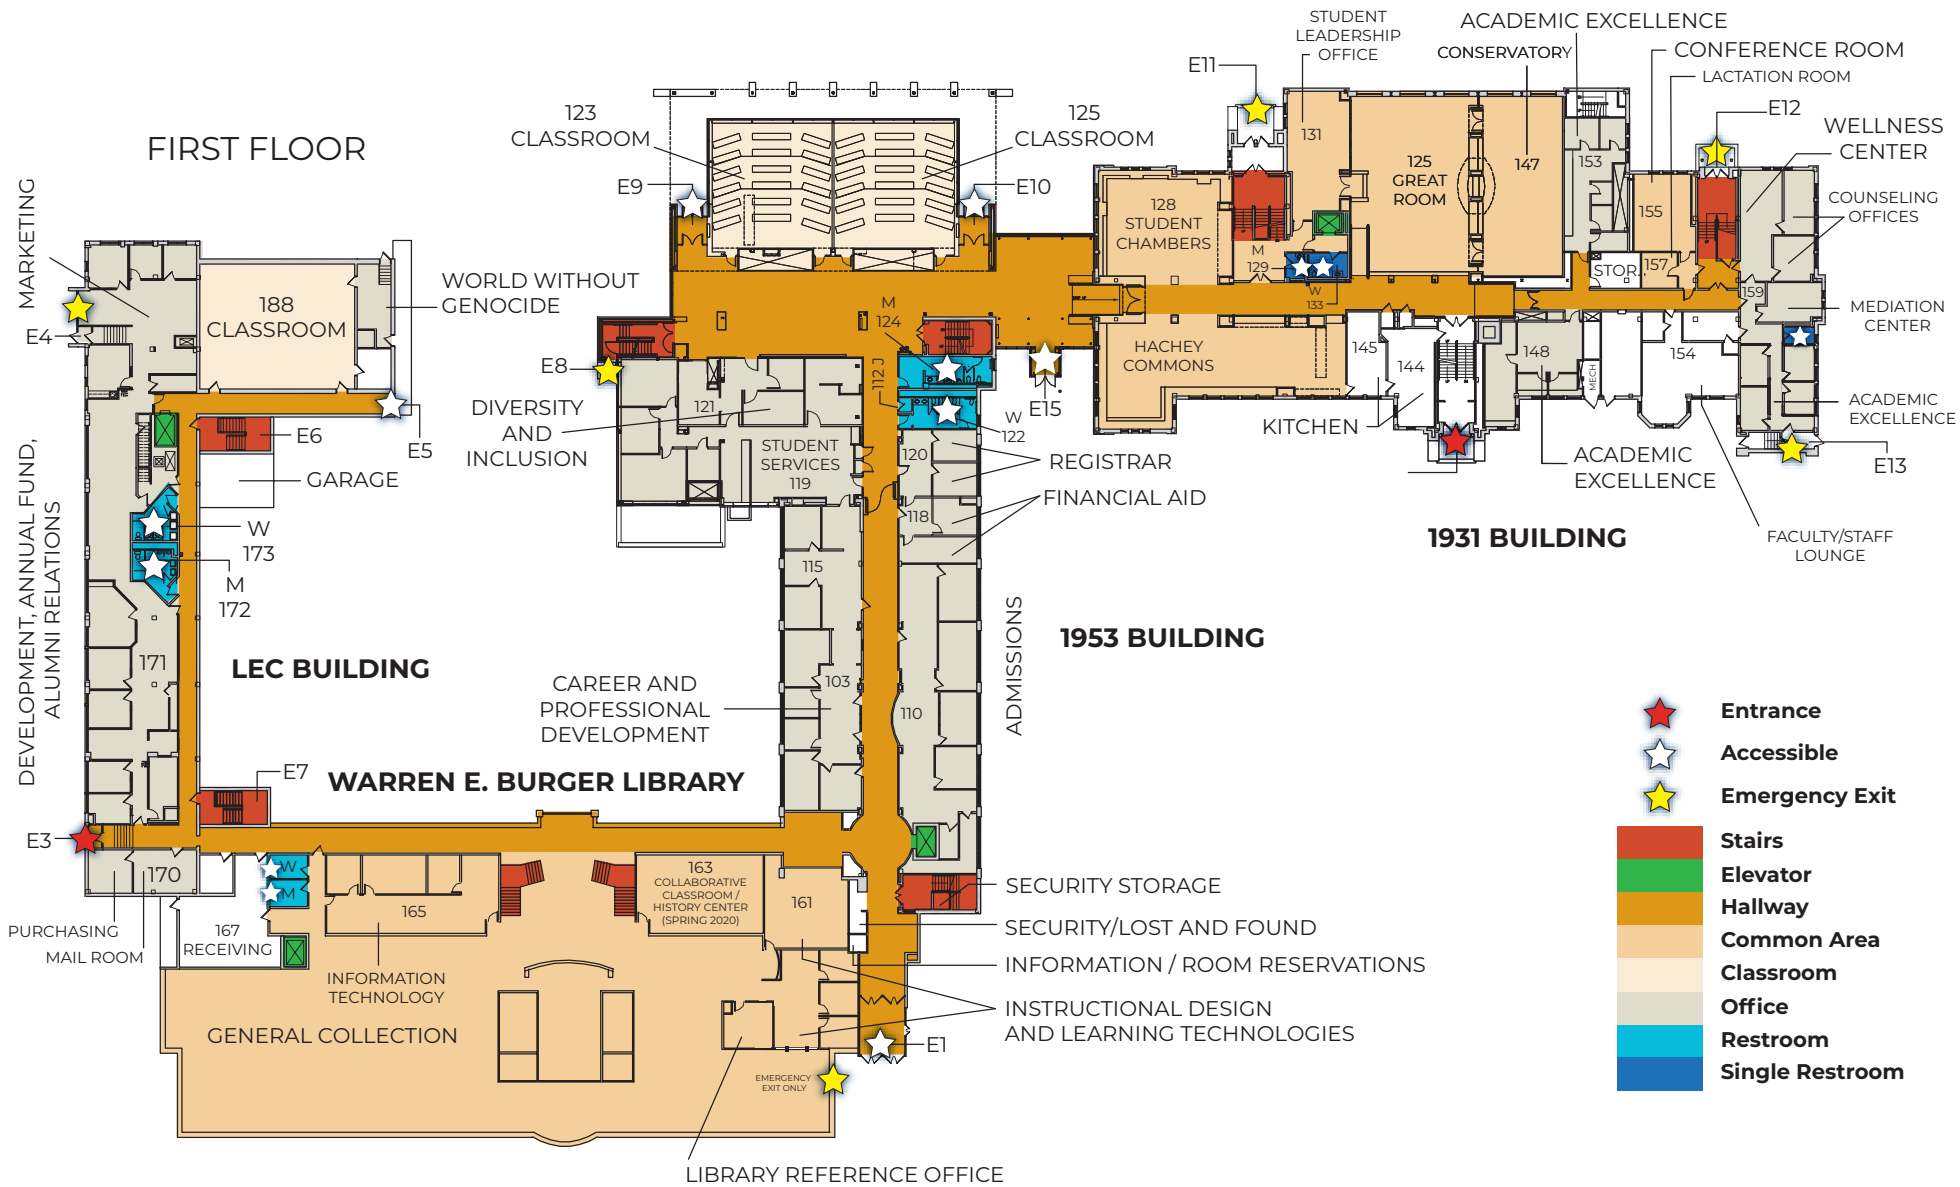 FIRST FLOOR
MARKETING
E4
188
CLASSROOM
WORLD WITHOUT
GENOCIDE
E5
E6
GARAGE
DEVELOPMENT, ANNUAL FUND,
ALUMNI RELATIONS
W
173
M
172
171
LEC BUILDING
E7
E3
170
PURCHASING
MAIL ROOM
123
CLASSROOM
125
CLASSROOM
E9
E10
E8
M
124
112J
W
122
E15
121
DIVERSITY
AND
INCLUSION
STUDENT
SERVICES
119
120
REGISTRAR
118
FINANCIAL AID
115
103
CAREER AND
PROFESSIONAL
DEVELOPMENT
110
ADMISSIONS
1953 BUILDING
WARREN E. BURGER LIBRARY
W
M
167
RECEIVING
165
INFORMATION
TECHNOLOGY
163
COLLABORATIVE
CLASSROOM /
HISTORY CENTER
(SPRING 2020)
161
GENERAL COLLECTION
SECURITY STORAGE
SECURITY/LOST AND FOUND
INFORMATION / ROOM RESERVATIONS
INSTRUCTIONAL DESIGN
AND LEARNING TECHNOLOGIES
E1
EMERGENCY
EXIT ONLY
LIBRARY REFERENCE OFFICE
STUDENT
LEADERSHIP
OFFICE
ACADEMIC EXCELLENCE
CONSERVATORY
CONFERENCE ROOM
LACTATION ROOM
E11
E12
WELLNESS
CENTER
COUNSELING
OFFICES
131
125
GREAT
ROOM
147
153
155
128
STUDENT
CHAMBERS
M
129
W
133
STOR.
157
159
MEDIATION
CENTER
HACHEY
COMMONS
145
144
148
MECH
154
KITCHEN
ACADEMIC
EXCELLENCE
ACADEMIC
EXCELLENCE
E13
FACULTY/STAFF
LOUNGE
1931 BUILDING
Entrance
Accessible
Emergency Exit
Stairs
Elevator
Hallway
Common Area
Classroom
Office
Restroom
Single Restroom